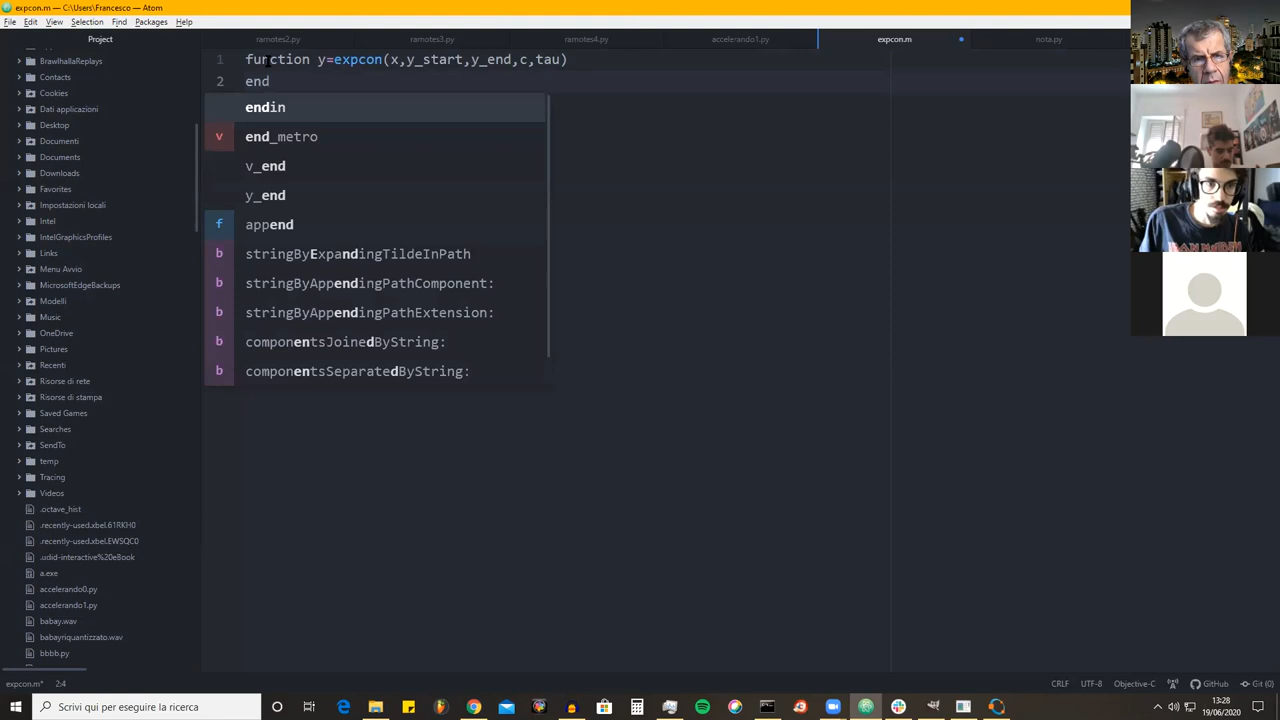 expcon.m — C:\Users\Francesco — Atom
File Edit View Selection Find Packages Help
Project
ramotes2.py ramotes3.py ramotes4.py accelerando1.py expcon.m nota.py
BrawlhallaReplays
Contacts
Cookies
Dati applicazioni
Desktop
Documenti
Documents
Downloads
Favorites
Impostazioni locali
Intel
IntelGraphicsProfiles
Links
Menu Avvio
MicrosoftEdgeBackups
Modelli
Music
OneDrive
Pictures
Recenti
Risorse di rete
Risorse di stampa
Saved Games
Searches
SendTo
temp
Tracing
Videos
.octave_hist
.recently-used.xbel.61RKH0
.recently-used.xbel.EWSQC0
.udid-interactive%20eBook
a.exe
accelerando0.py
accelerando1.py
babay.wav
babayriquantizzato.wav
bbbb.py
1 function y=expcon(x,y_start,y_end,c,tau)
2 end
endin
v end_metro
v_end
y_end
f append
b stringByExpandingTildeInPath
b stringByAppendingPathComponent:
b stringByAppendingPathExtension:
b componentsJoinedByString:
b componentsSeparatedByString:
IRON MAIDEN
expcon.m* 2:4
CRLF UTF-8 Objective-C GitHub Git (0)
Scrivi qui per eseguire la ricerca
13:28
19/06/2020